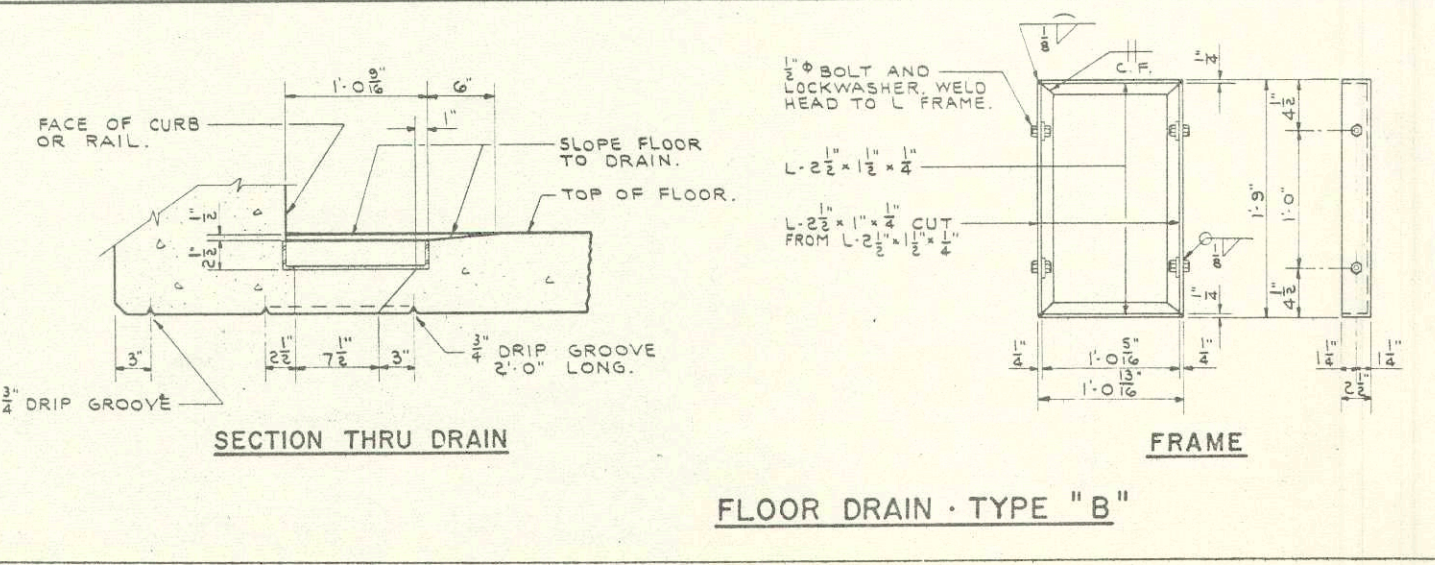 1'-0 9/16"
6"
1"
FACE OF CURB
OR RAIL.
SLOPE FLOOR
TO DRAIN.
TOP OF FLOOR.
1/2"
2 1/2"
3"
2 1/2"
7 1/2"
3"
3/4" DRIP GROOVE
2'-0" LONG.
3/4" DRIP GROOVE
SECTION THRU DRAIN
1/8
C.F.
1/4"
1/2" Φ BOLT AND
LOCKWASHER, WELD
HEAD TO L FRAME.
L-2 1/2" x 1 1/2" x 1/4"
L-2 1/2" x 1" x 1/4" CUT
FROM L-2 1/2" x 1 1/2" x 1/4"
1/8
1/4"
1'-9"
4 1/2"
1'-0"
4 1/2"
1/4"
1'-0 5/16"
1/4"
1'-0 13/16"
1 1/4"
1 1/4"
2 1/2"
FRAME
FLOOR DRAIN · TYPE "B"